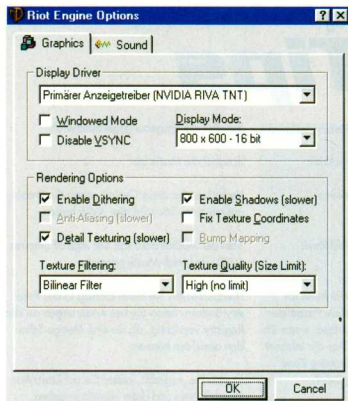 Riot Engine Options
Graphics
Sound
Display Driver
Primärer Anzeigetreiber (NVIDIA RIVA TNT)
Windowed Mode
Display Mode:
Disable VSYNC
800 x 600 - 16 bit
Rendering Options
Enable Dithering
Enable Shadows (slower)
Anti-Aliasing (slower)
Fix Texture Coordinates
Detail Texturing (slower)
Bump Mapping
Texture Filtering:
Texture Quality (Size Limit):
Bilinear Filter
High (no limit)
OK
Cancel